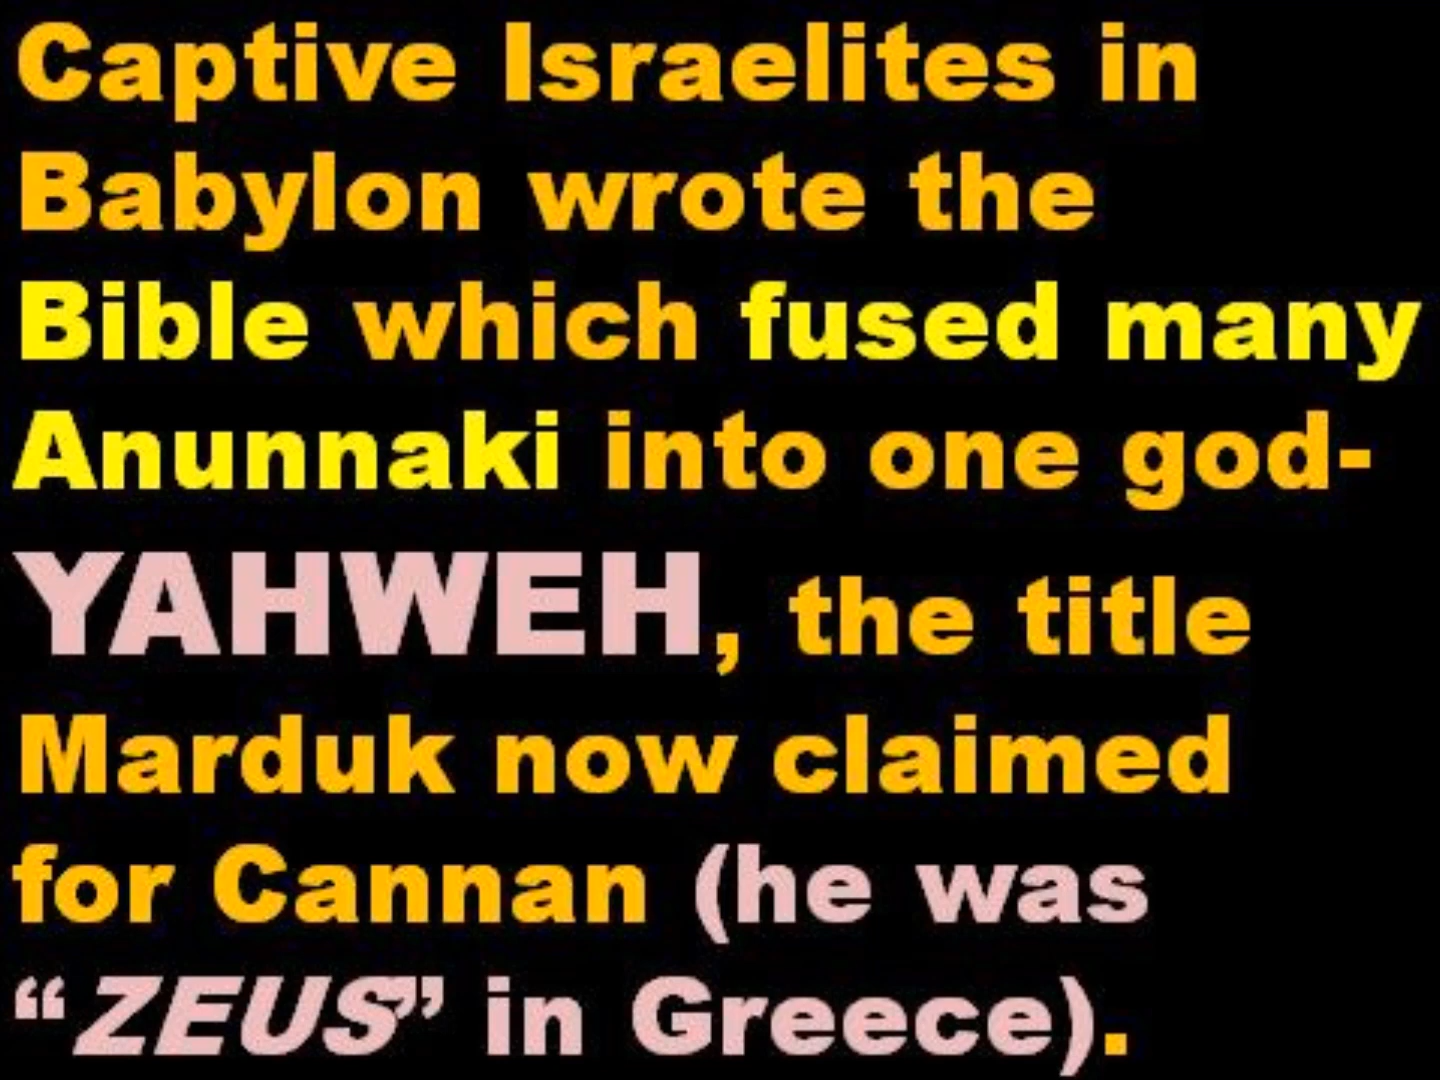 Captive Israelites in
Babylon wrote the
Bible which fused many
Anunnaki into one god-
YAHWEH, the title
Marduk now claimed
for Cannan (he was
“ZEUS” in Greece).